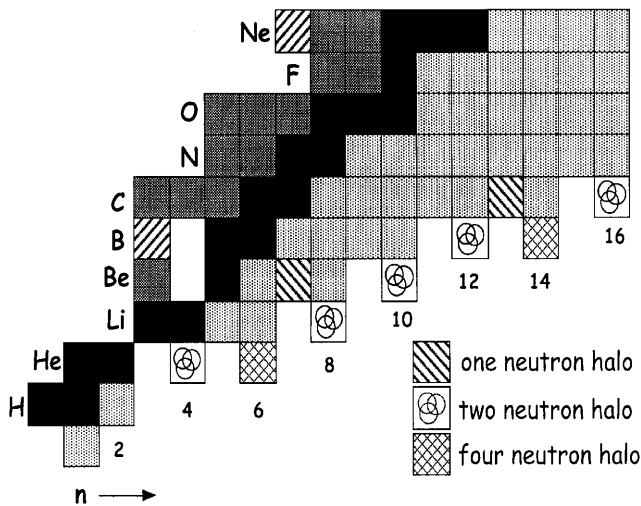 Ne
F
O
N
C
B
Be
Li
He
H
16
14
12
10
8
6
4
2
one neutron halo
two neutron halo
four neutron halo
n